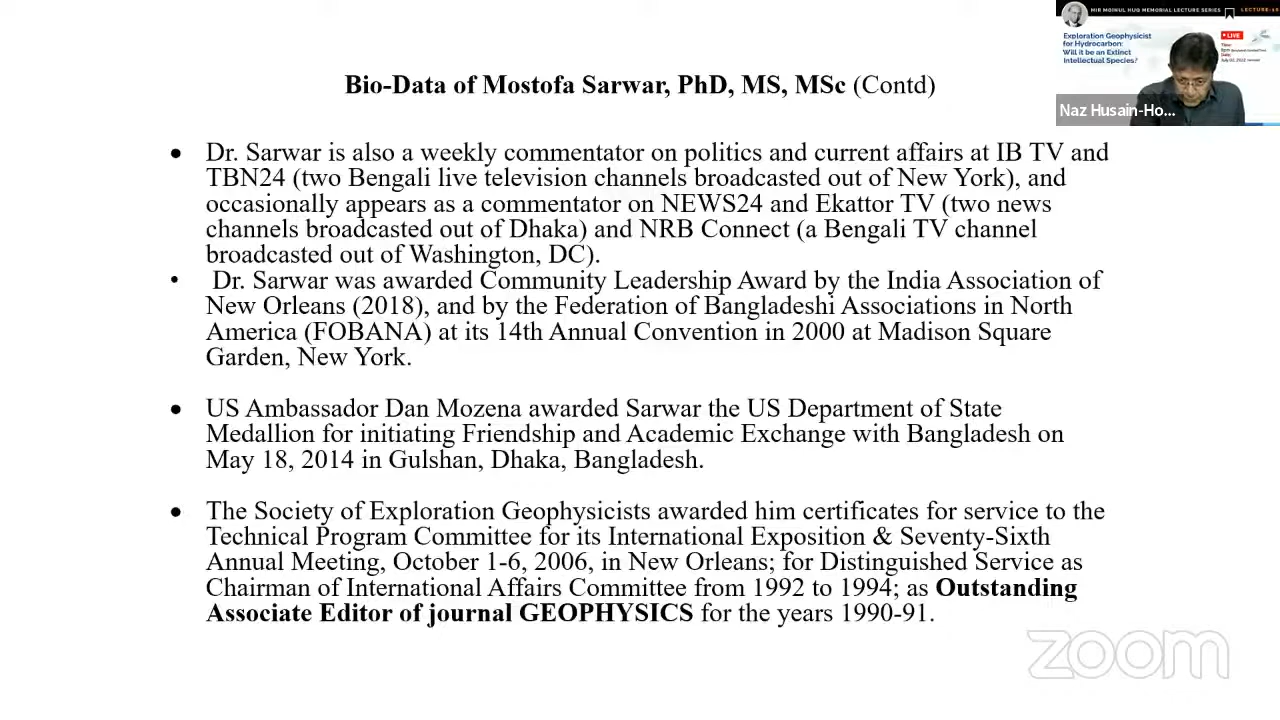 MIR MOINUL HUQ MEMORIAL LECTURE SERIES
Exploration Geophysicist
for Hydrocarbon:
Will it be an Extinct
Intellectual Species?
LIVE
Naz Husain-Ho...
Bio-Data of Mostofa Sarwar, PhD, MS, MSc (Contd)
• Dr. Sarwar is also a weekly commentator on politics and current affairs at IB TV and
TBN24 (two Bengali live television channels broadcasted out of New York), and
occasionally appears as a commentator on NEWS24 and Ekattor TV (two news
channels broadcasted out of Dhaka) and NRB Connect (a Bengali TV channel
broadcasted out of Washington, DC).
• Dr. Sarwar was awarded Community Leadership Award by the India Association of
New Orleans (2018), and by the Federation of Bangladeshi Associations in North
America (FOBANA) at its 14th Annual Convention in 2000 at Madison Square
Garden, New York.
• US Ambassador Dan Mozena awarded Sarwar the US Department of State
Medallion for initiating Friendship and Academic Exchange with Bangladesh on
May 18, 2014 in Gulshan, Dhaka, Bangladesh.
• The Society of Exploration Geophysicists awarded him certificates for service to the
Technical Program Committee for its International Exposition & Seventy-Sixth
Annual Meeting, October 1-6, 2006, in New Orleans; for Distinguished Service as
Chairman of International Affairs Committee from 1992 to 1994; as Outstanding
Associate Editor of journal GEOPHYSICS for the years 1990-91.
zoom